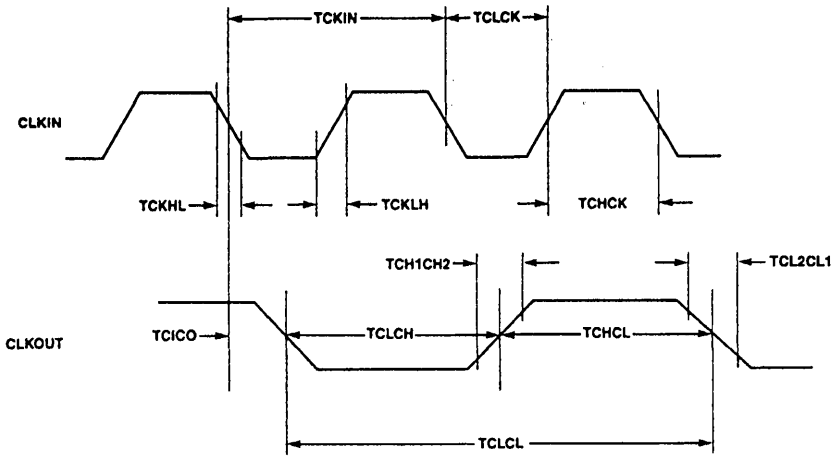 TCKIN
TCLCK
CLKIN
TCKHL
TCKLH
TCHCK
TCH1CH2
TCL2CL1
CLKOUT
TCICO
TCLCH
TCHCL
TCLCL